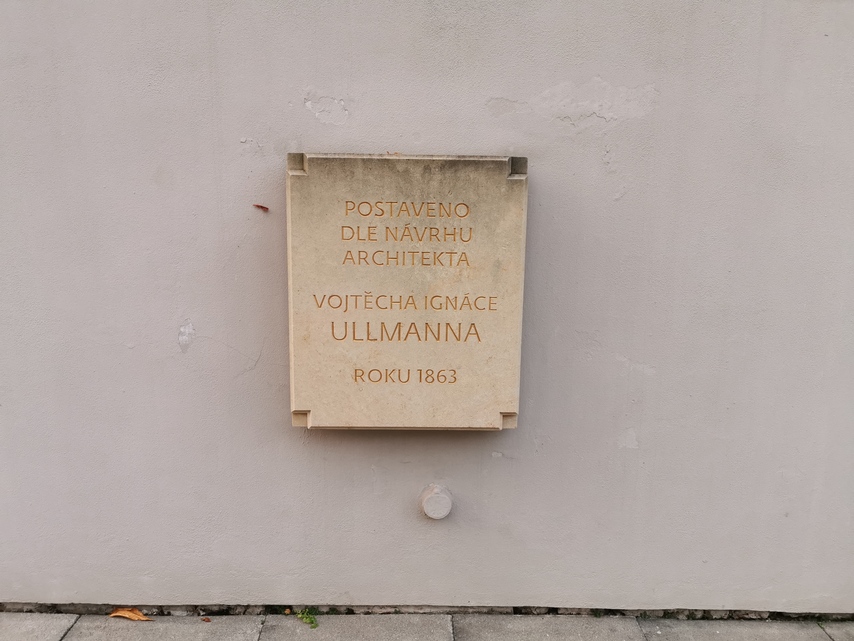 POSTAVENO
DLE NÁVRHU
ARCHITEKTA
VOJTĚCHA IGNÁCE
ULLMANNA
ROKU 1863